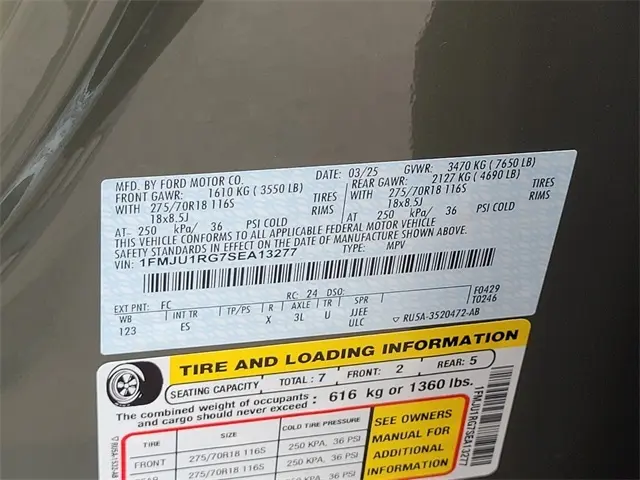 MFD. BY FORD MOTOR CO.
DATE: 03/25 GVWR: 3470 KG ( 7650 LB)
FRONT GAWR: 1610 KG ( 3550 LB) REAR GAWR: 2127 KG ( 4690 LB)
WITH 275/70R18 116S TIRES WITH 275/70R18 116S TIRES
18x8.5J RIMS 18x8.5J RIMS
AT- 250 kPa/ 36 PSI COLD AT- 250 kPa/ 36 PSI COLD
THIS VEHICLE CONFORMS TO ALL APPLICABLE FEDERAL MOTOR VEHICLE
SAFETY STANDARDS IN EFFECT ON THE DATE OF MANUFACTURE SHOWN ABOVE.
VIN: 1FMJU1RG7SEA13277 TYPE: MPV
EXT PNT: FC RC: 24 DSO: F0429
WB INT TR TP/PS R AXLE TR SPR T0246
123 ES X 3L U JJEE
ULC ▽ RU5A-3520472-AB
TIRE AND LOADING INFORMATION
SEATING CAPACITY TOTAL: 7 FRONT: 2 REAR: 5
The combined weight of occupants and cargo should never exceed : 616 kg or 1360 lbs.
TIRE SIZE COLD TIRE PRESSURE
FRONT 275/70R18 116S 250 KPA, 36 PSI
275/70R18 116S 250 KPA, 36 PSI
SEE OWNERS
MANUAL FOR
ADDITIONAL
INFORMATION
1FMJU1RG7SEA13277